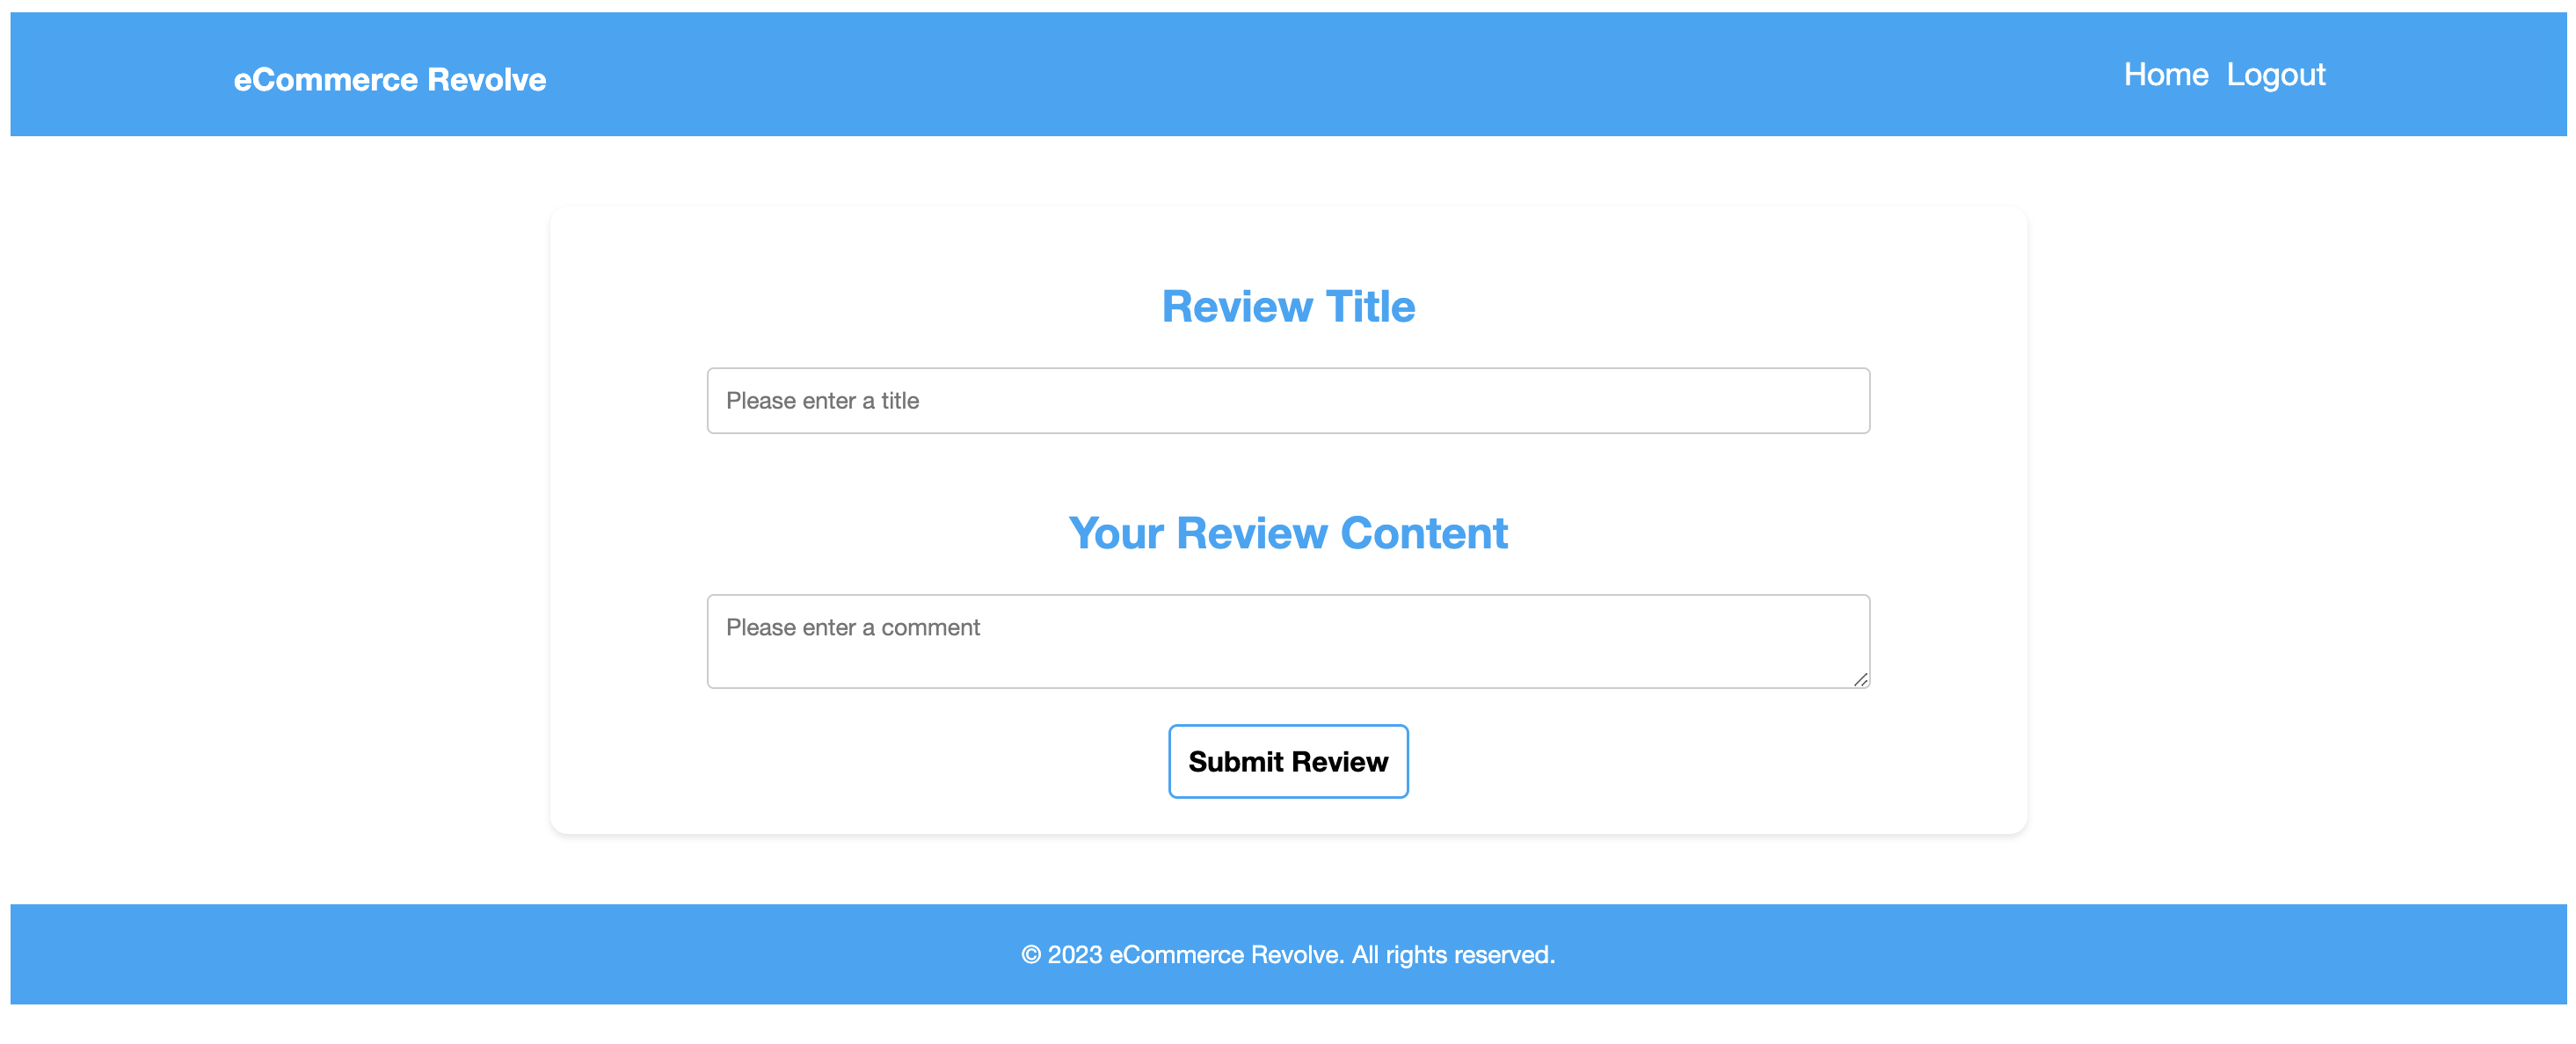 eCommerce Revolve
Home Logout
Review Title
Please enter a title
Your Review Content
Please enter a comment
Submit Review
© 2023 eCommerce Revolve. All rights reserved.